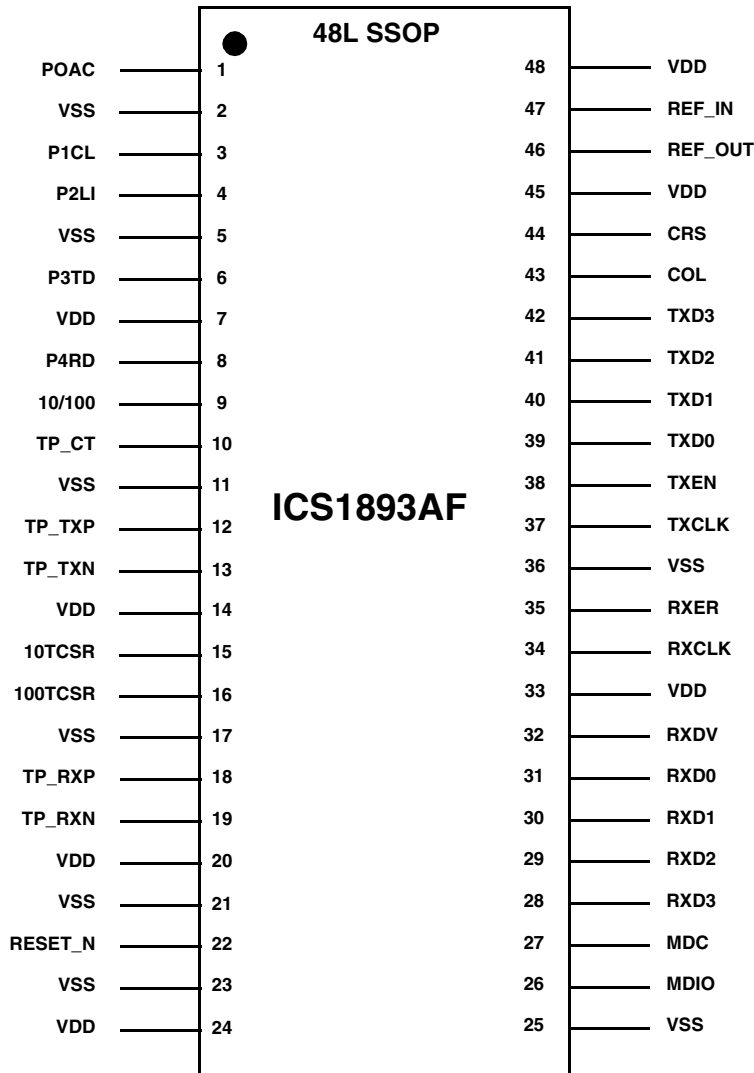 48L SSOP
POAC 1 48 VDD
VSS 2 47 REF_IN
P1CL 3 46 REF_OUT
P2LI 4 45 VDD
VSS 5 44 CRS
P3TD 6 43 COL
VDD 7 42 TXD3
P4RD 8 41 TXD2
10/100 9 40 TXD1
TP_CT 10 39 TXD0
VSS 11 38 TXEN
ICS1893AF
TP_TXP 12 37 TXCLK
TP_TXN 13 36 VSS
VDD 14 35 RXER
10TCSR 15 34 RXCLK
100TCSR 16 33 VDD
VSS 17 32 RXDV
TP_RXP 18 31 RXD0
TP_RXN 19 30 RXD1
VDD 20 29 RXD2
VSS 21 28 RXD3
RESET_N 22 27 MDC
VSS 23 26 MDIO
VDD 24 25 VSS